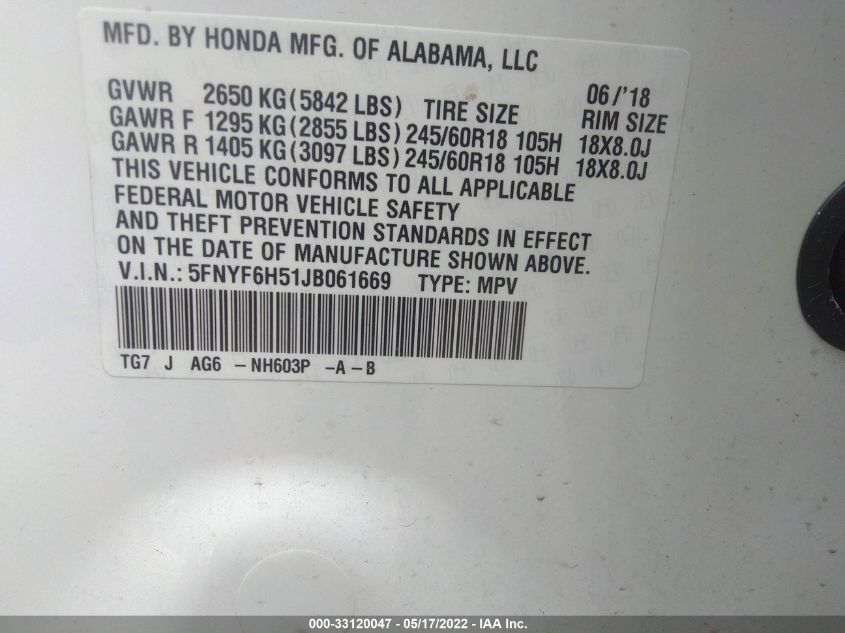 MFD. BY HONDA MFG. OF ALABAMA, LLC
GVWR 2650 KG (5842 LBS) TIRE SIZE 06/'18 RIM SIZE
GAWR F 1295 KG (2855 LBS) 245/60R18 105H 18X8.0J
GAWR R 1405 KG (3097 LBS) 245/60R18 105H 18X8.0J
THIS VEHICLE CONFORMS TO ALL APPLICABLE
FEDERAL MOTOR VEHICLE SAFETY
AND THEFT PREVENTION STANDARDS IN EFFECT
ON THE DATE OF MANUFACTURE SHOWN ABOVE.
V.I.N.: 5FNYF6H51JB061669 TYPE: MPV
TG7 J AG6 – NH603P – A – B
000-33120047 - 05/17/2022 - IAA Inc.